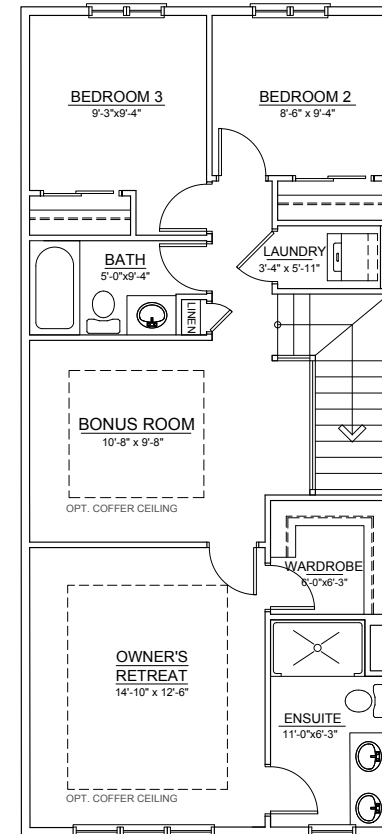 BEDROOM 3
9'-3"x9'-4"
BEDROOM 2
8'-6" x 9'-4"
BATH
5'-0"x9'-4"
LAUNDRY
3'-4" x 5'-11"
LINEN
BONUS ROOM
10'-8" x 9'-8"
OPT. COFFER CEILING
WARDROBE
6'-0"x6'-3"
OWNER'S
RETREAT
14'-10" x 12'-6"
ENSUITE
11'-0"x6'-3"
OPT. COFFER CEILING